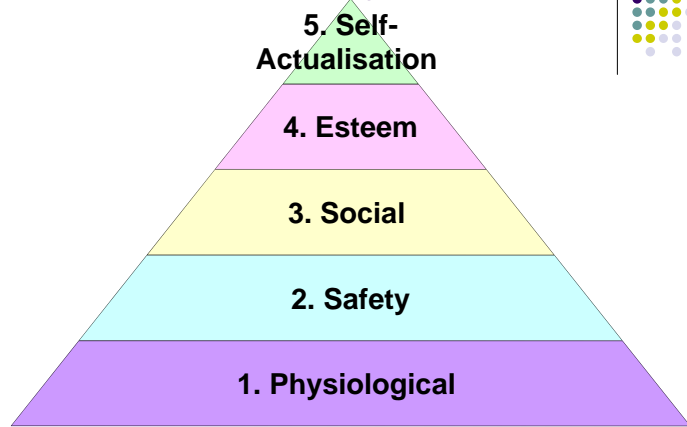 5. Self-
Actualisation
4. Esteem
3. Social
2. Safety
1. Physiological